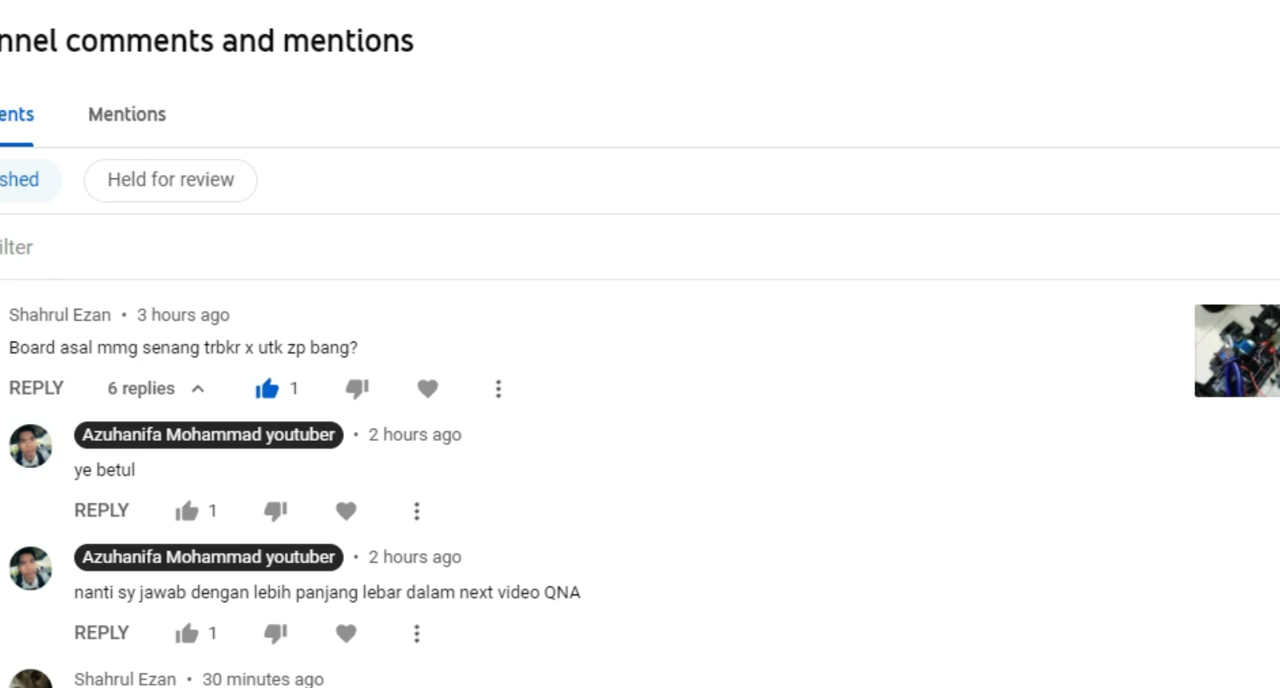 nnel comments and mentions
ents Mentions
shed Held for review
ilter
Shahrul Ezan • 3 hours ago
Board asal mmg senang trbkr x utk zp bang?
REPLY 6 replies 1
Azuhanifa Mohammad youtuber • 2 hours ago
ye betul
REPLY 1
Azuhanifa Mohammad youtuber • 2 hours ago
nanti sy jawab dengan lebih panjang lebar dalam next video QNA
REPLY 1
Shahrul Ezan • 30 minutes ago